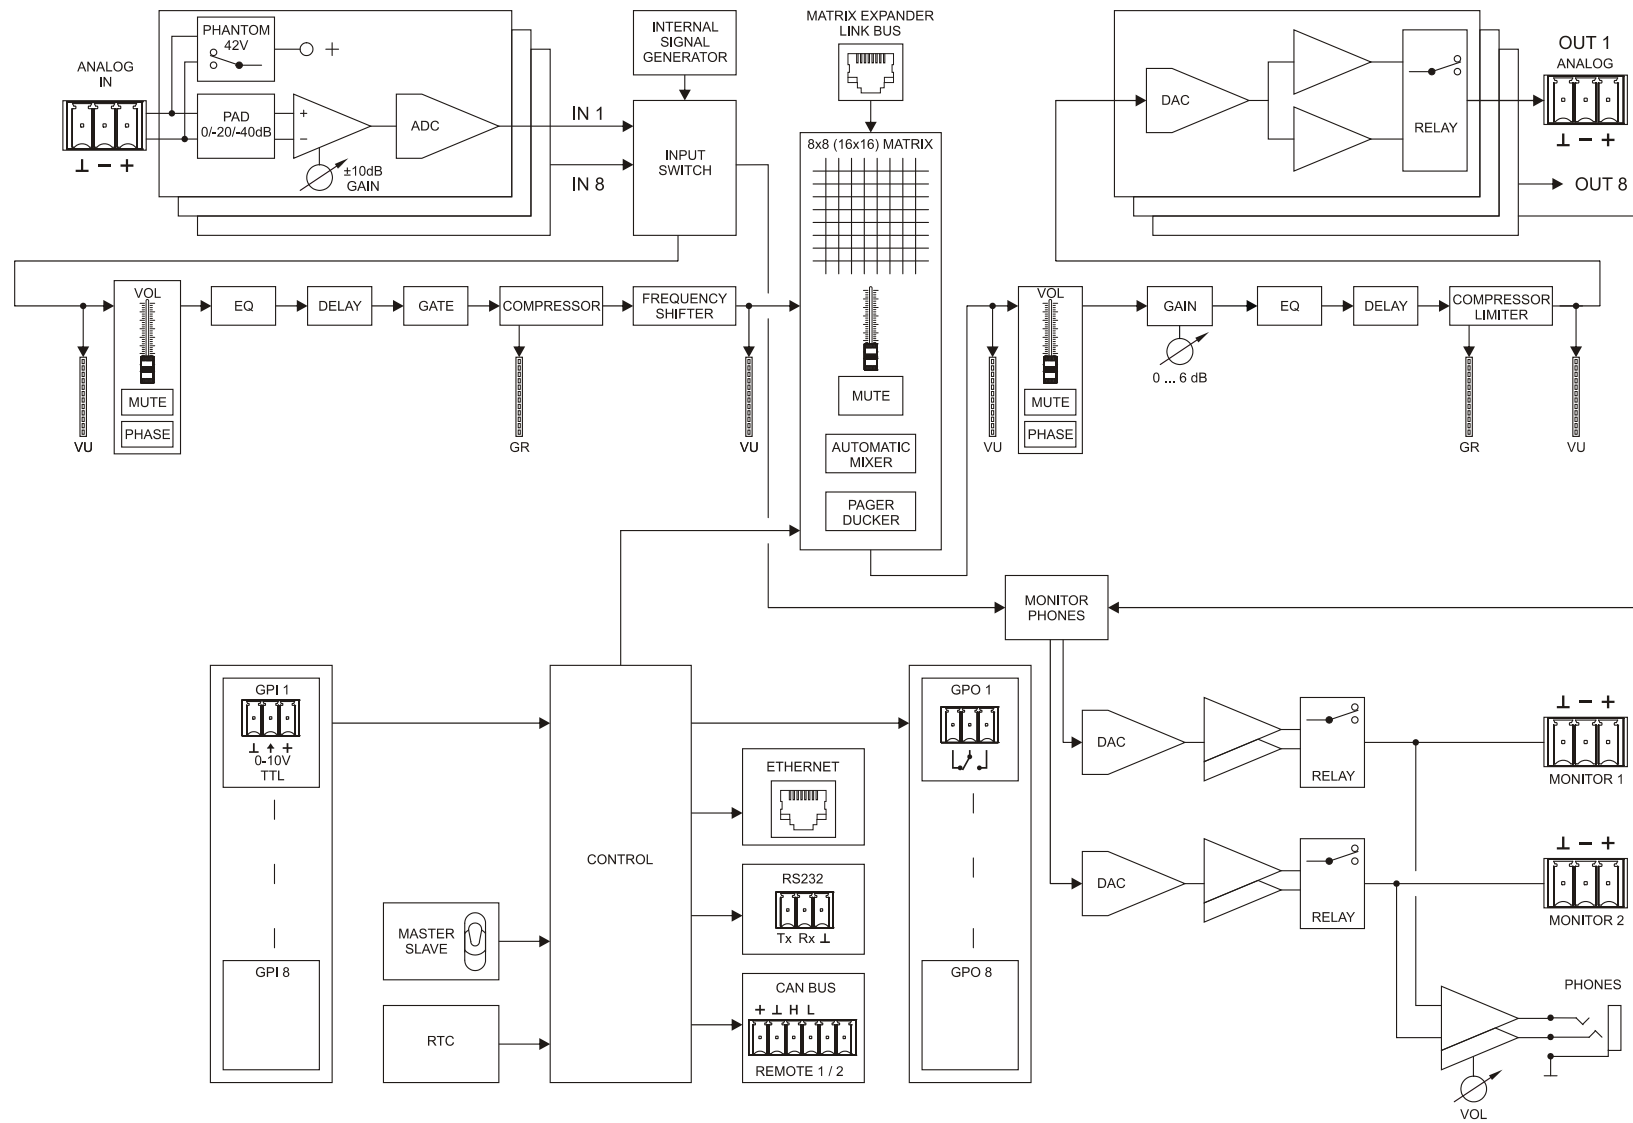 ANALOG
IN
⊥ − +
PHANTOM
42V
+
PAD
0/-20/-40dB
+
−
±10dB
GAIN
ADC
IN 1
IN 8
INTERNAL
SIGNAL
GENERATOR
INPUT
SWITCH
MATRIX EXPANDER
LINK BUS
8x8 (16x16) MATRIX
MUTE
AUTOMATIC
MIXER
PAGER
DUCKER
DAC
RELAY
OUT 1
ANALOG
⊥ − +
OUT 8
VU
VOL
MUTE
PHASE
EQ
DELAY
GATE
COMPRESSOR
GR
FREQUENCY
SHIFTER
VU
VU
VOL
MUTE
PHASE
GAIN
0 ... 6 dB
EQ
DELAY
COMPRESSOR
LIMITER
GR
VU
MONITOR
PHONES
GPI 1
⊥ +
0-10V
TTL
GPI 8
MASTER
SLAVE
RTC
CONTROL
ETHERNET
RS232
Tx Rx ⊥
CAN BUS
+ ⊥ H L
REMOTE 1 / 2
GPO 1
GPO 8
DAC
RELAY
⊥ − +
MONITOR 1
DAC
RELAY
⊥ − +
MONITOR 2
PHONES
VOL